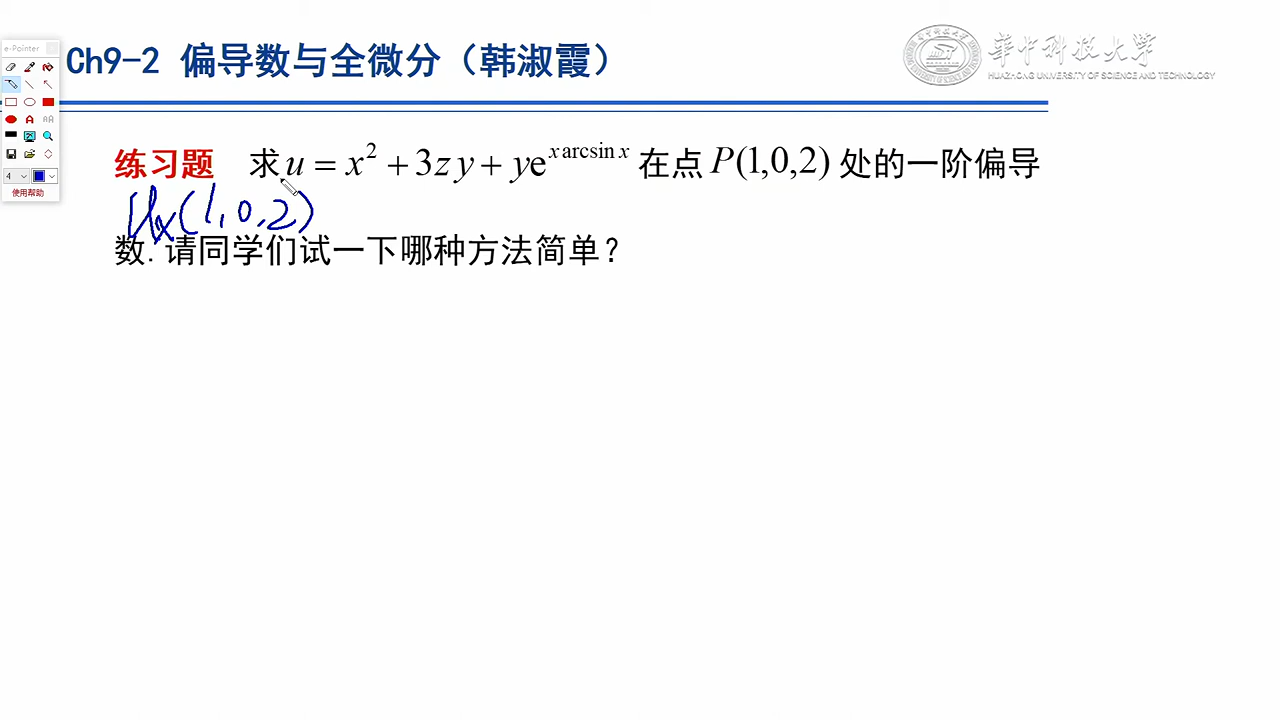 e-Pointer
Ch9-2 偏导数与全微分（韩淑霞）
華中科技大學
HUAZHONG UNIVERSITY OF SCIENCE AND TECHNOLOGY
A AA
4
使用帮助
练习题 求 u = x² + 3zy + ye^{x arcsin x} 在点 P(1,0,2) 处的一阶偏导
Ux(1,0,2)
数. 请同学们试一下哪种方法简单？